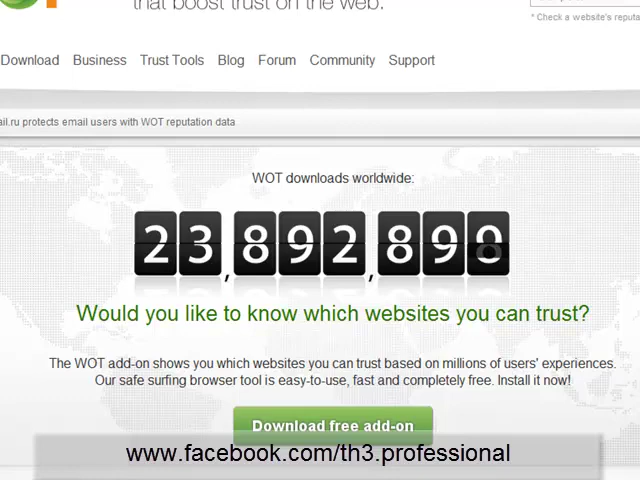 that boost trust on the web.
* Check a website's reputa
Download Business Trust Tools Blog Forum Community Support
ail.ru protects email users with WOT reputation data
WOT downloads worldwide:
23,892,890
Would you like to know which websites you can trust?
The WOT add-on shows you which websites you can trust based on millions of users' experiences.
Our safe surfing browser tool is easy-to-use, fast and completely free. Install it now!
Download free add-on
www.facebook.com/th3.professional